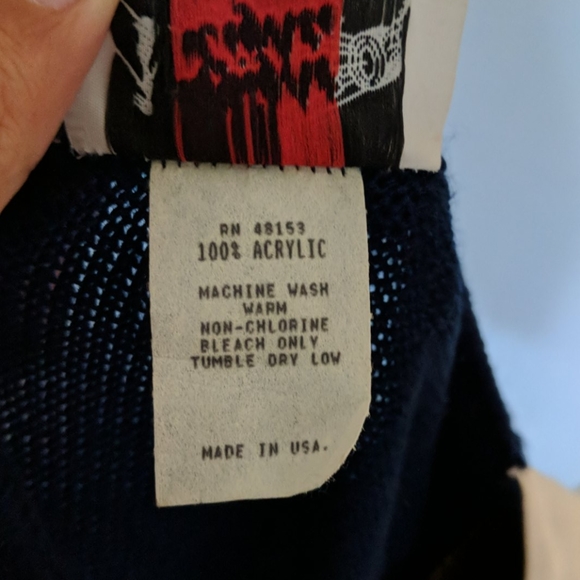 RN 48153
100% ACRYLIC
MACHINE WASH
WARM
NON-CHLORINE
BLEACH ONLY
TUMBLE DRY LOW
MADE IN USA.